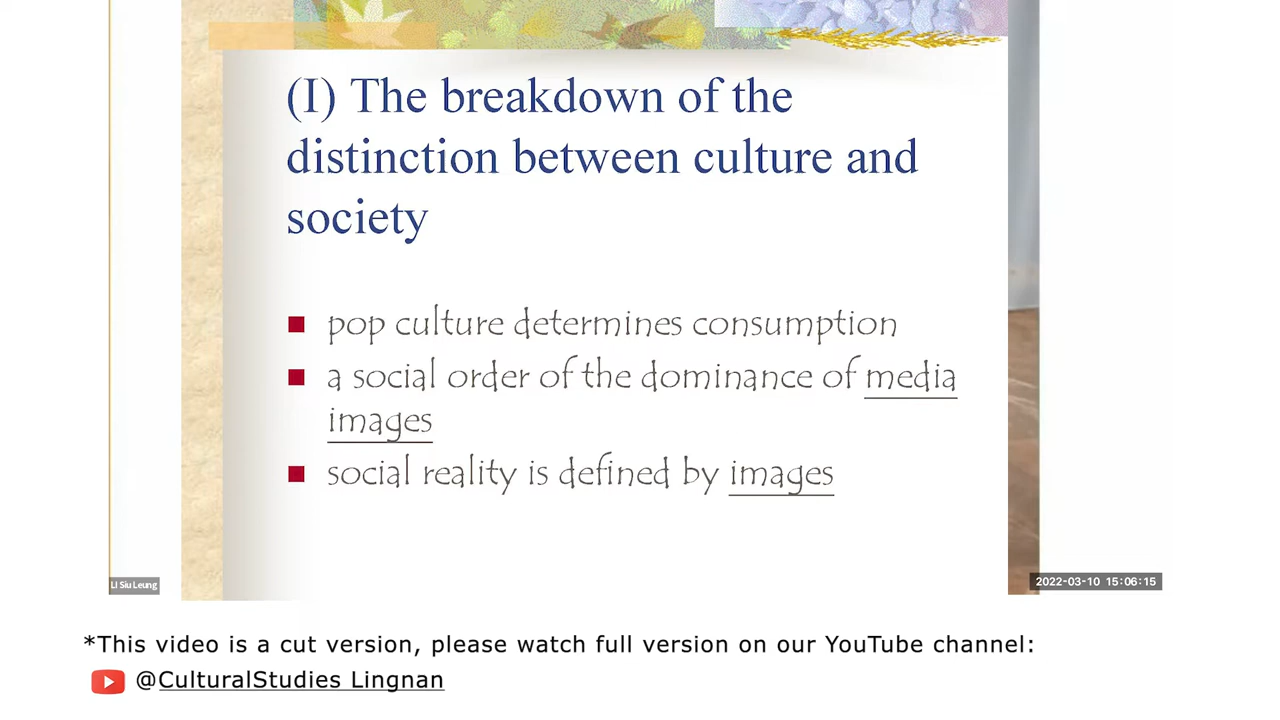 (I) The breakdown of the
distinction between culture and
society
pop culture determines consumption
a social order of the dominance of media
images
social reality is defined by images
LI Siu Leung
2022-03-10 15:06:15
*This video is a cut version, please watch full version on our YouTube channel:
@CulturalStudies Lingnan